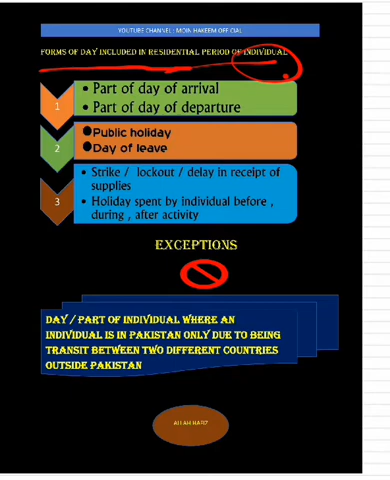 YOUTUBE CHANNEL : MOIN HAKEEM OFFICIAL
FORMS OF DAY INCLUDED IN RESIDENTIAL PERIOD OF INDIVIDUAL
1
• Part of day of arrival
• Part of day of departure
2
●Public holiday
●Day of leave
3
• Strike / lockout / delay in receipt of
supplies
• Holiday spent by individual before ,
during , after activity
EXCEPTIONS
DAY / PART OF INDIVIDUAL WHERE AN
INDIVIDUAL IS IN PAKISTAN ONLY DUE TO BEING
TRANSIT BETWEEN TWO DIFFERENT COUNTRIES
OUTSIDE PAKISTAN
ALLAH HAFIZ